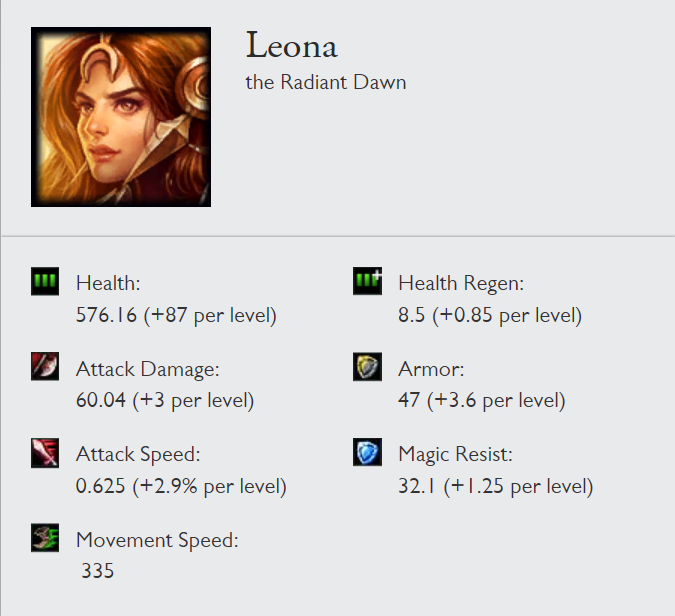 Leona
the Radiant Dawn
Health:
576.16 (+87 per level)
Health Regen:
8.5 (+0.85 per level)
Attack Damage:
60.04 (+3 per level)
Armor:
47 (+3.6 per level)
Attack Speed:
0.625 (+2.9% per level)
Magic Resist:
32.1 (+1.25 per level)
Movement Speed:
335